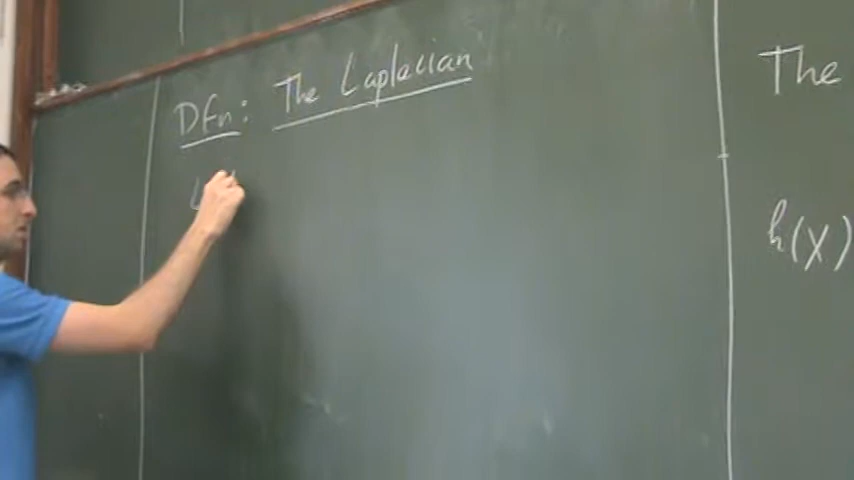 DFn: The Laplacian
The
h(X)